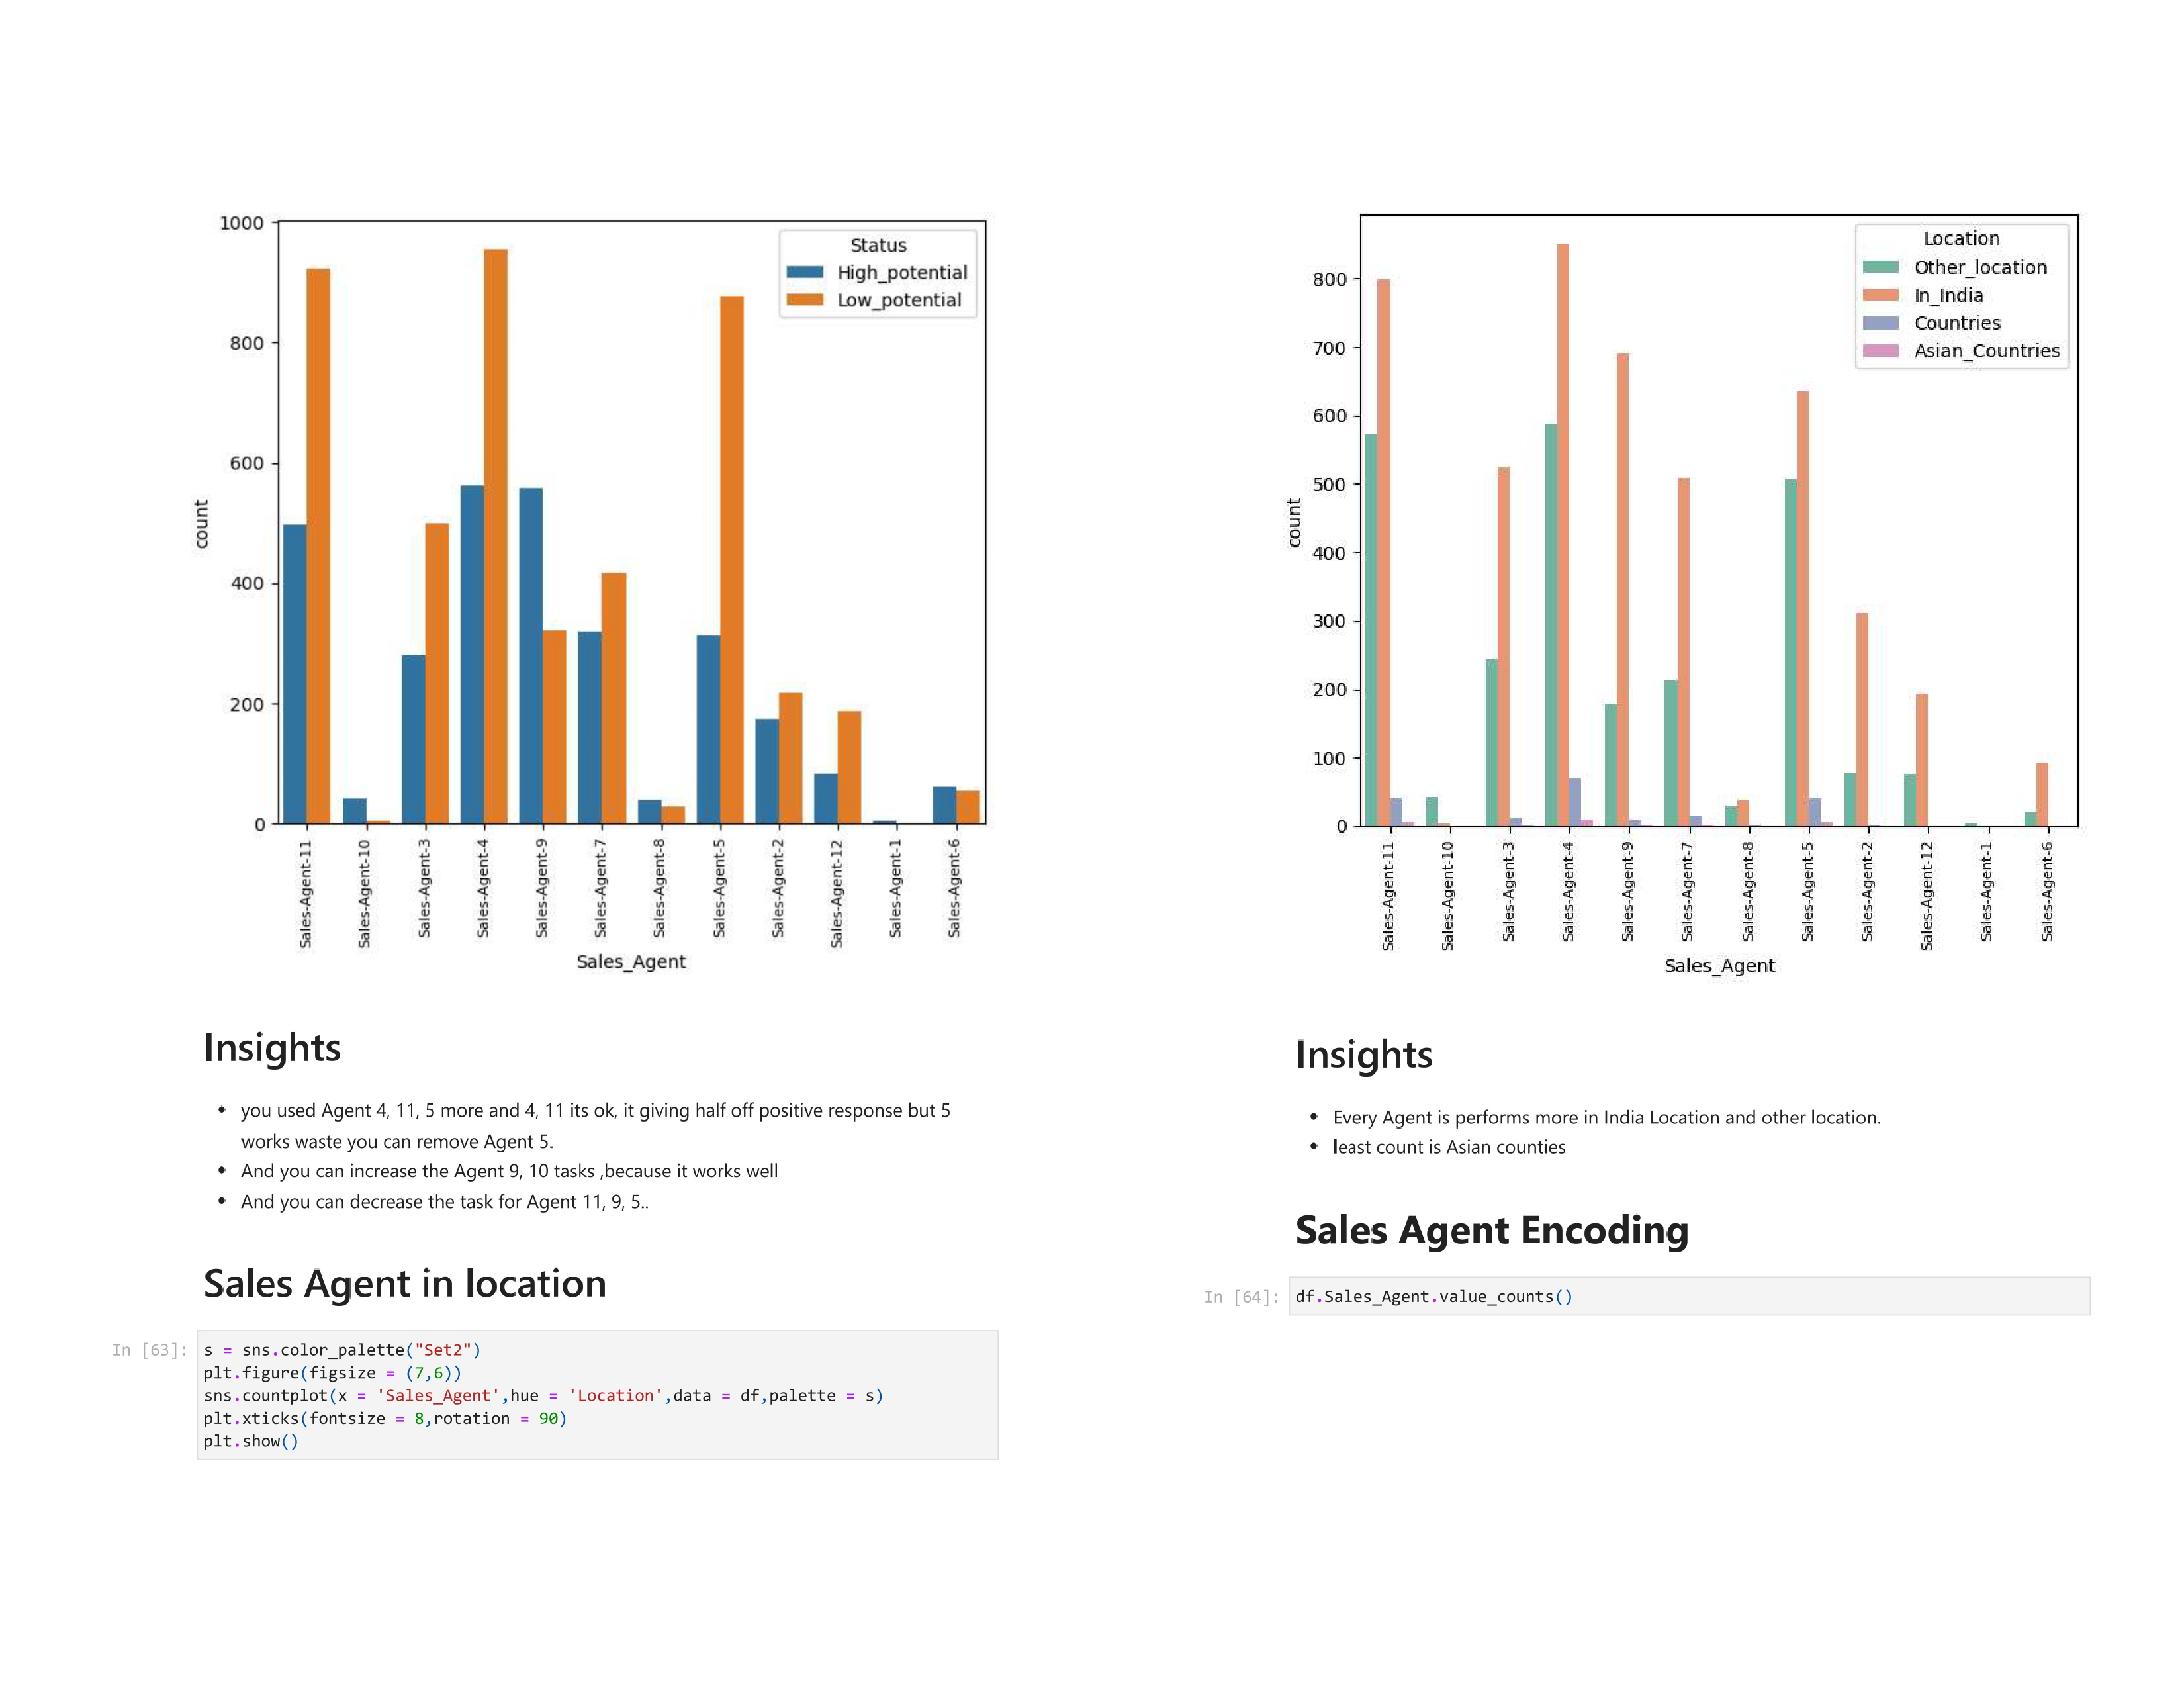 1000
800
600
400
200
0
count
Status
High_potential
Low_potential
Sales-Agent-11
Sales-Agent-10
Sales-Agent-3
Sales-Agent-4
Sales-Agent-9
Sales-Agent-7
Sales-Agent-8
Sales-Agent-5
Sales-Agent-2
Sales-Agent-12
Sales-Agent-1
Sales-Agent-6
Sales_Agent
Insights
• you used Agent 4, 11, 5 more and 4, 11 its ok, it giving half off positive response but 5
works waste you can remove Agent 5.
• And you can increase the Agent 9, 10 tasks ,because it works well
• And you can decrease the task for Agent 11, 9, 5..
Sales Agent in location
In [63]:
s = sns.color_palette("Set2")
plt.figure(figsize = (7,6))
sns.countplot(x = 'Sales_Agent',hue = 'Location',data = df,palette = s)
plt.xticks(fontsize = 8,rotation = 90)
plt.show()
800
700
600
500
400
300
200
100
0
count
Location
Other_location
In_India
Countries
Asian_Countries
Sales-Agent-11
Sales-Agent-10
Sales-Agent-3
Sales-Agent-4
Sales-Agent-9
Sales-Agent-7
Sales-Agent-8
Sales-Agent-5
Sales-Agent-2
Sales-Agent-12
Sales-Agent-1
Sales-Agent-6
Sales_Agent
Insights
• Every Agent is performs more in India Location and other location.
• least count is Asian counties
Sales Agent Encoding
In [64]:
df.Sales_Agent.value_counts()